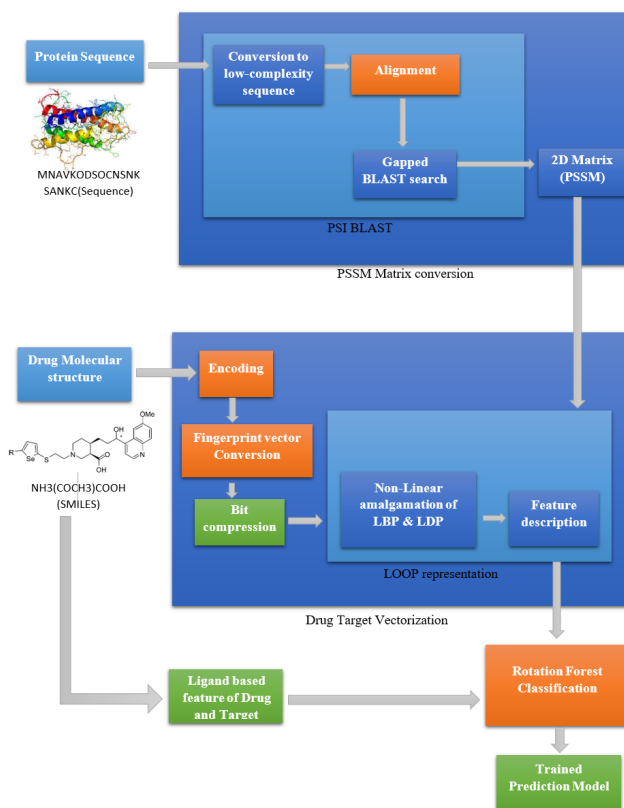 Protein Sequence
MNAVKODSOCNSNK
SANKC(Sequence)
Conversion to
low-complexity
sequence
Alignment
Gapped
BLAST search
2D Matrix
(PSSM)
PSI BLAST
PSSM Matrix conversion
Drug Molecular
structure
R
Se
S
N
OH
*
OMe
N
O
OH
NH3(COCH3)COOH
(SMILES)
Encoding
Fingerprint vector
Conversion
Bit
compression
Non-Linear
amalgamation of
LBP & LDP
Feature
description
LOOP representation
Drug Target Vectorization
Ligand based
feature of Drug
and Target
Rotation Forest
Classification
Trained
Prediction Model